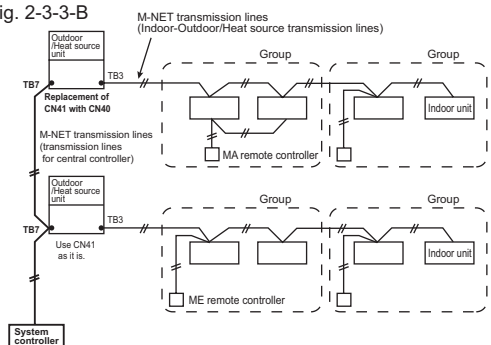 ig. 2-3-3-B
M-NET transmission lines
(Indoor-Outdoor/Heat source transmission lines)
Outdoor
/Heat source
unit
TB7
TB3
Replacement of
CN41 with CN40
Group
Group
Indoor unit
MA remote controller
M-NET transmission lines
(transmission lines
for central controller)
Outdoor
/Heat source
unit
TB7
TB3
Use CN41
as it is.
Group
Group
Indoor unit
ME remote controller
System
controller